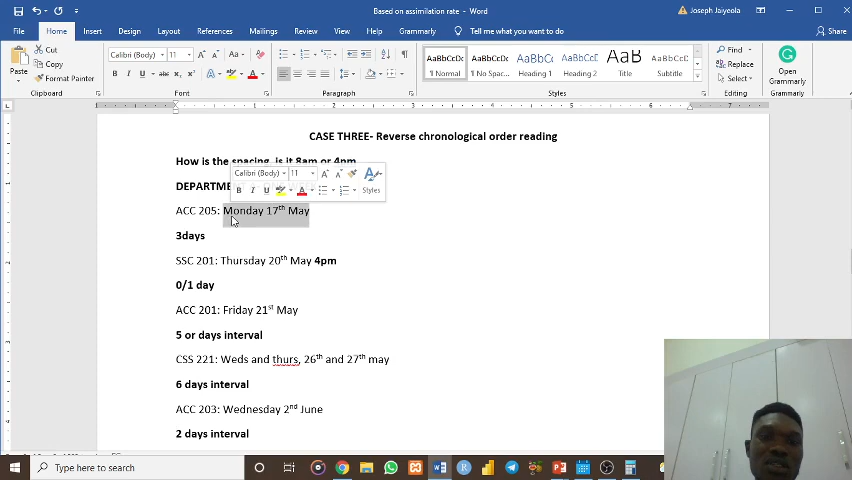 Based on assimilation rate - Word
Joseph Jaiyeola
File Home Insert Draw Design Layout References Mailings Review View Help Grammarly Tell me what you want to do Share
Paste
Cut
Copy
Format Painter
Clipboard
Calibri (Body) 11
Font
Paragraph
AaBbCcDc AaBbCcDc AaBbCc AaBbCcD AaB AaBbCcD
¶ Normal ¶ No Spac... Heading 1 Heading 2 Title Subtitle
Styles
Find
Replace
Select
Editing
Open Grammarly
Grammarly
CASE THREE- Reverse chronological order reading
How is the spacing, is it 8am or 4pm
Calibri (Body) 11
Styles
DEPARTMENT
ACC 205: Monday 17th May
3days
SSC 201: Thursday 20th May 4pm
0/1 day
ACC 201: Friday 21st May
5 or days interval
CSS 221: Weds and thurs, 26th and 27th may
6 days interval
ACC 203: Wednesday 2nd June
2 days interval
Type here to search